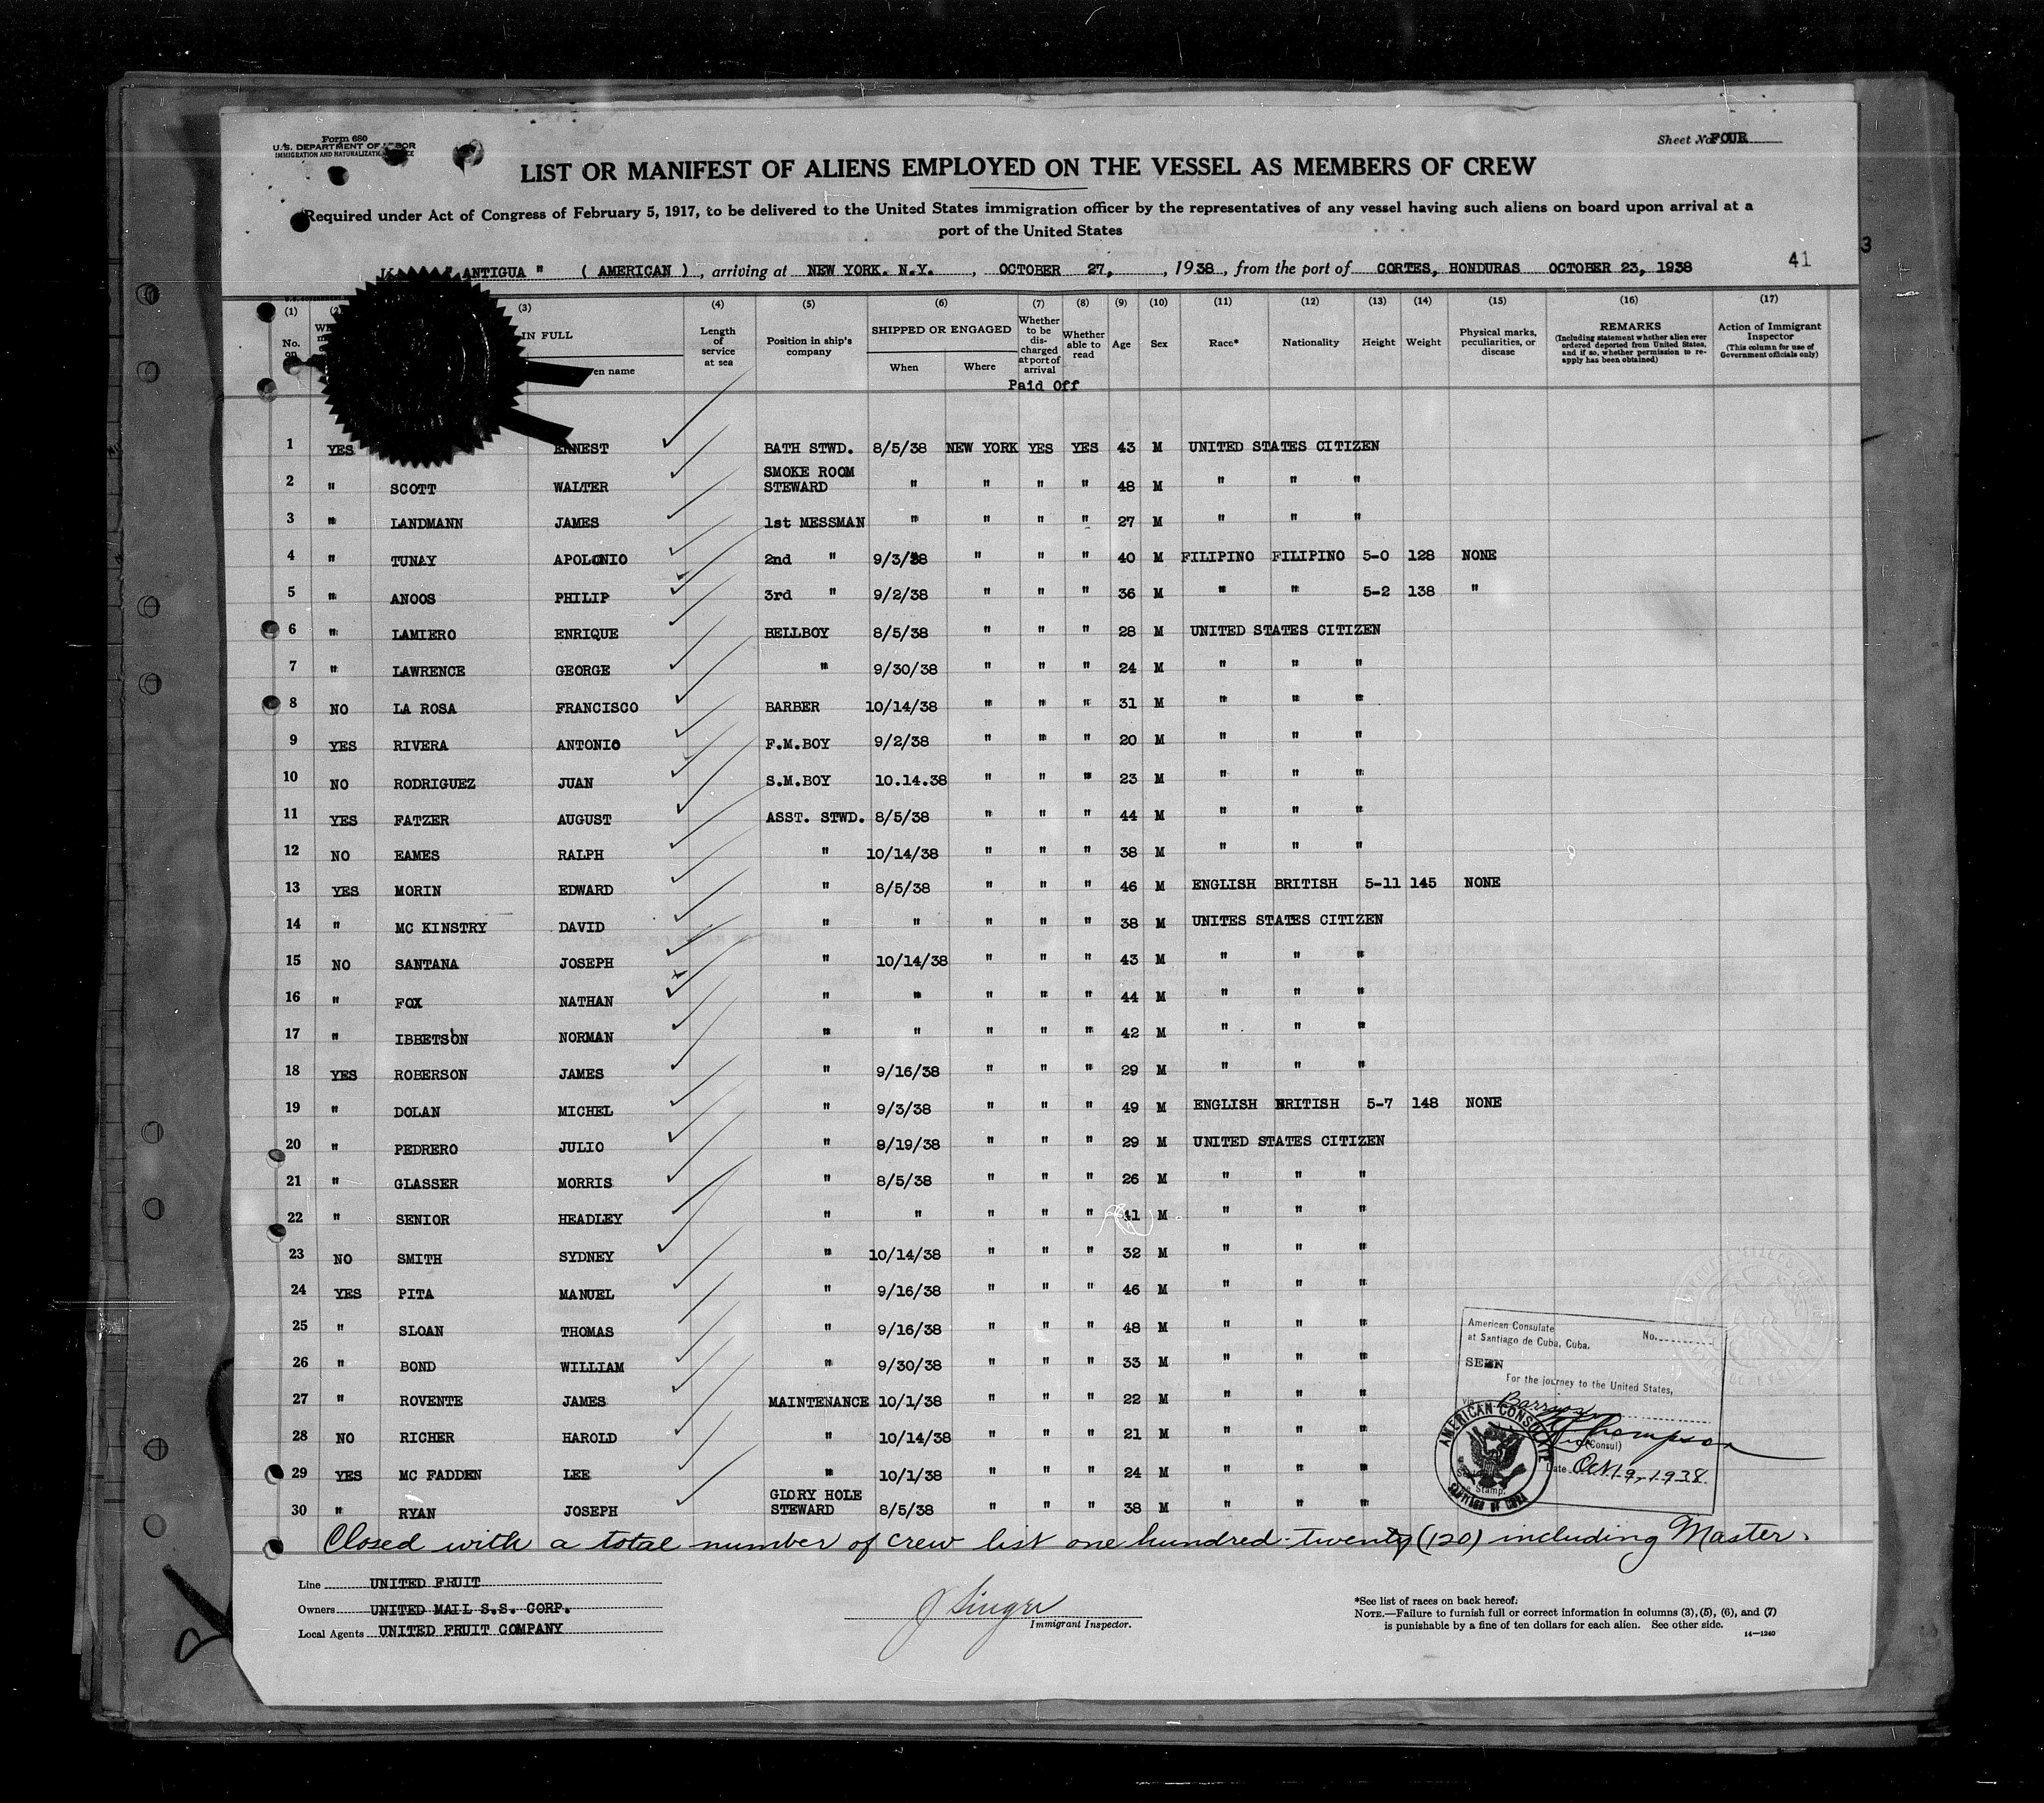 Form 680
U. S. DEPARTMENT OF LABOR
IMMIGRATION AND NATURALIZATION SERVICE
Sheet No. FOUR
LIST OR MANIFEST OF ALIENS EMPLOYED ON THE VESSEL AS MEMBERS OF CREW
Required under Act of Congress of February 5, 1917, to be delivered to the United States immigration officer by the representatives of any vessel having such aliens on board upon arrival at a
port of the United States
" ANTIGUA " ( AMERICAN ) , arriving at NEW YORK. N.Y. , OCTOBER 27, , 1938, from the port of CORTES, HONDURAS OCTOBER 23, 1938 41 3
(1) (2) (3) (4) (5) (6) (7) (8) (9) (10) (11) (12) (13) (14) (15) (16) (17)
No. on IN FULL
en name
Length of service at sea
Position in ship's company
SHIPPED OR ENGAGED
When Where
Whether to be discharged at port of arrival
Whether able to read
Age Sex Race* Nationality Height Weight
Physical marks, peculiarities, or disease
REMARKS
(Including statement whether alien ever ordered deported from United States, and if so, whether permission to reapply has been obtained)
Action of Immigrant Inspector
(This column for use of Government officials only)
Paid Off
1 YES ERNEST BATH STWD. 8/5/38 NEW YORK YES YES 43 M UNITED STATES CITIZEN
2 " SCOTT WALTER SMOKE ROOM STEWARD " " " " 48 M " " "
3 " LANDMANN JAMES 1st MESSMAN " " " " 27 M " " "
4 " TUNAY APOLONIO 2nd " 9/3/38 " " " 40 M FILIPINO FILIPINO 5-0 128 NONE
5 " ANOOS PHILIP 3rd " 9/2/38 " " " 36 M " " 5-2 138 "
6 " LAMIERO ENRIQUE BELLBOY 8/5/38 " " " 28 M UNITED STATES CITIZEN
7 " LAWRENCE GEORGE " 9/30/38 " " " 24 M " " "
8 NO LA ROSA FRANCISCO BARBER 10/14/38 " " " 31 M " " "
9 YES RIVERA ANTONIO F.M.BOY 9/2/38 " " " 20 M " " "
10 NO RODRIGUEZ JUAN S.M.BOY 10.14.38 " " " 23 M " " "
11 YES FATZER AUGUST ASST. STWD. 8/5/38 " " " 44 M " " "
12 NO EAMES RALPH " 10/14/38 " " " 38 M " " "
13 YES MORIN EDWARD " 8/5/38 " " " 46 M ENGLISH BRITISH 5-11 145 NONE
14 " MC KINSTRY DAVID " " " " " 38 M UNITES STATES CITIZEN
15 NO SANTANA JOSEPH " 10/14/38 " " " 43 M " " "
16 " FOX NATHAN " " " " " 44 M " " "
17 " IBBETSON NORMAN " " " " " 42 M " " "
18 YES ROBERSON JAMES " 9/16/38 " " " 29 M " " "
19 " DOLAN MICHEL " 9/3/38 " " " 49 M ENGLISH BRITISH 5-7 148 NONE
20 " PEDRERO JULIO " 8/19/38 " " " 29 M UNITED STATES CITIZEN
21 " GLASSER MORRIS " 8/5/38 " " " 26 M " " "
22 " SENIOR HEADLEY " " " " " 41 M " " "
23 NO SMITH SYDNEY " 10/14/38 " " " 32 M " " "
24 YES PITA MANUEL " 9/16/38 " " " 46 M " " "
25 " SLOAN THOMAS " 9/16/38 " " " 48 M " " "
26 " BOND WILLIAM " 9/30/38 " " " 33 M " " "
27 " ROVENTE JAMES MAINTENANCE 10/1/38 " " " 22 M " " "
28 NO RICHER HAROLD " 10/14/38 " " " 21 M " " "
29 YES MC FADDEN LEE " 10/1/38 " " " 24 M " " "
30 " RYAN JOSEPH GLORY HOLE STEWARD 8/5/38 " " " 38 M " " "
American Consulate
at Santiago de Cuba, Cuba. No.
SEEN
For the journey to the United States,
via Barrios
Thompson
(Consul)
Date Oct 19, 1938.
Stamp.
AMERICAN CONSULATE
SANTIAGO OF CUBA
Closed with a total number of crew list one hundred twenty (120) including Master.
Line UNITED FRUIT
Owners UNITED MAIL S.S. CORP.
Local Agents UNITED FRUIT COMPANY
J Singer
Immigrant Inspector.
*See list of races on back hereof.
NOTE.—Failure to furnish full or correct information in columns (3), (5), (6), and (7)
is punishable by a fine of ten dollars for each alien. See other side.
14—1240